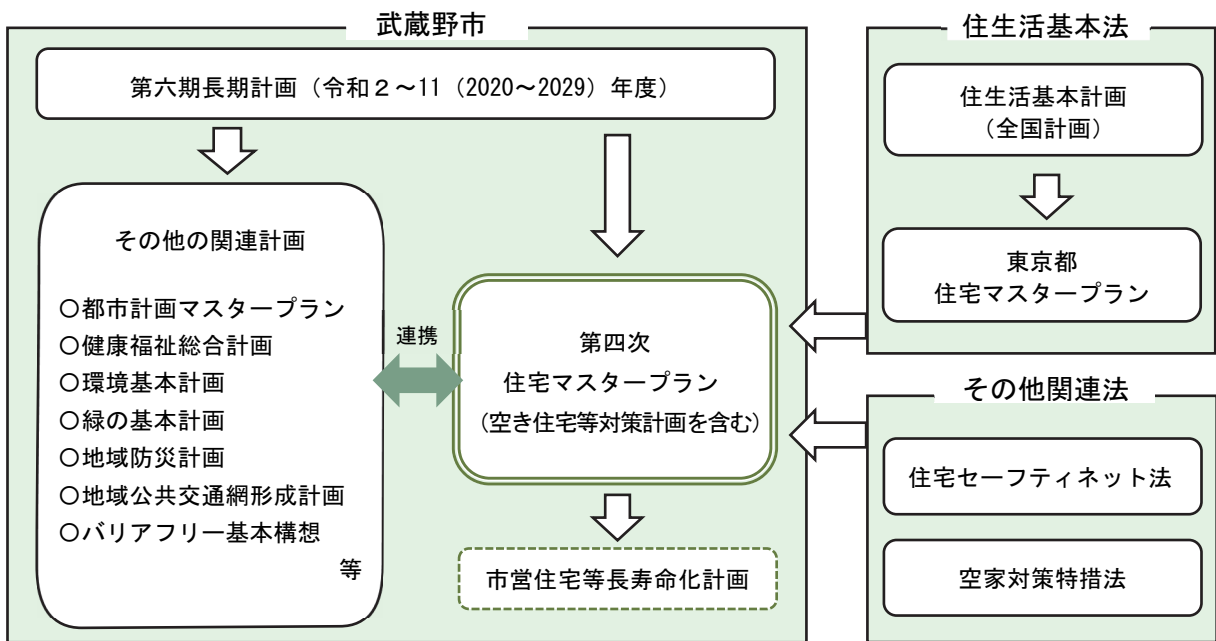 武蔵野市
第六期長期計画（令和２～11（2020～2029）年度）
その他の関連計画
○都市計画マスタープラン
○健康福祉総合計画
○環境基本計画
○緑の基本計画
○地域防災計画
○地域公共交通網形成計画
○バリアフリー基本構想
等
連携
第四次
住宅マスタープラン
（空き住宅等対策計画を含む）
市営住宅等長寿命化計画
住生活基本法
住生活基本計画
（全国計画）
東京都
住宅マスタープラン
その他関連法
住宅セーフティネット法
空家対策特措法